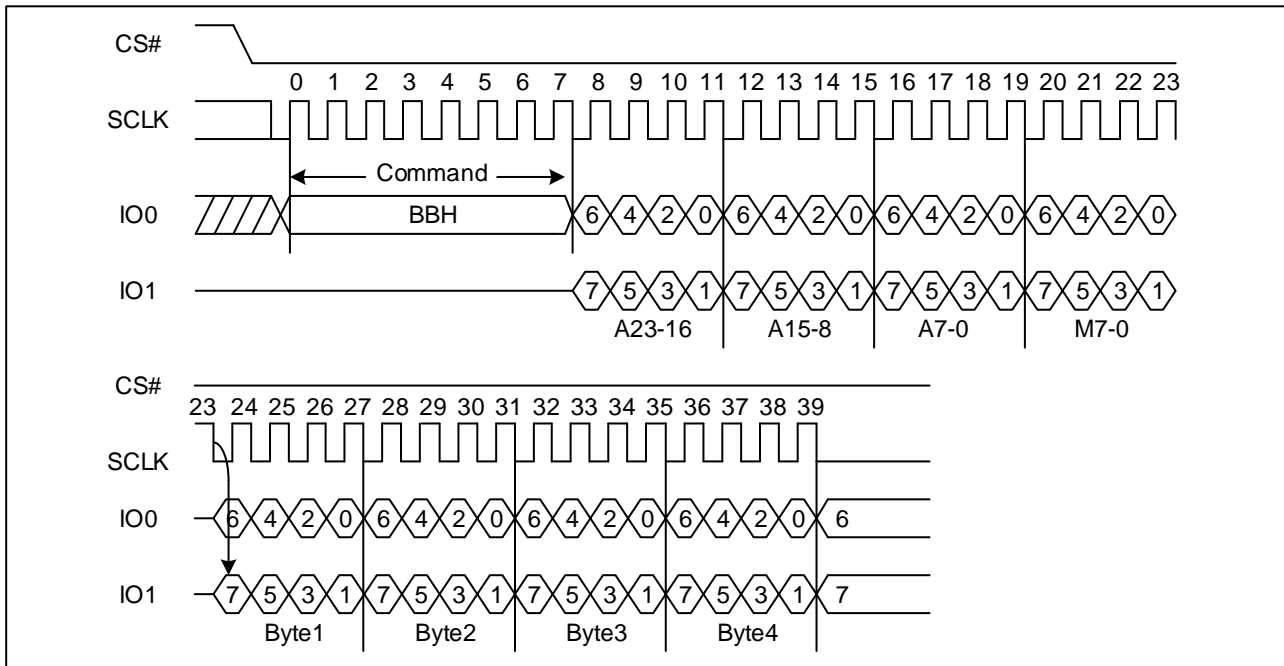 CS#
0 1 2 3 4 5 6 7 8 9 10 11 12 13 14 15 16 17 18 19 20 21 22 23
SCLK
Command
IO0 BBH 6 4 2 0 6 4 2 0 6 4 2 0 6 4 2 0
IO1 7 5 3 1 7 5 3 1 7 5 3 1 7 5 3 1
A23-16 A15-8 A7-0 M7-0
CS#
23 24 25 26 27 28 29 30 31 32 33 34 35 36 37 38 39
SCLK
IO0 6 4 2 0 6 4 2 0 6 4 2 0 6 4 2 0 6
IO1 7 5 3 1 7 5 3 1 7 5 3 1 7 5 3 1 7
Byte1 Byte2 Byte3 Byte4